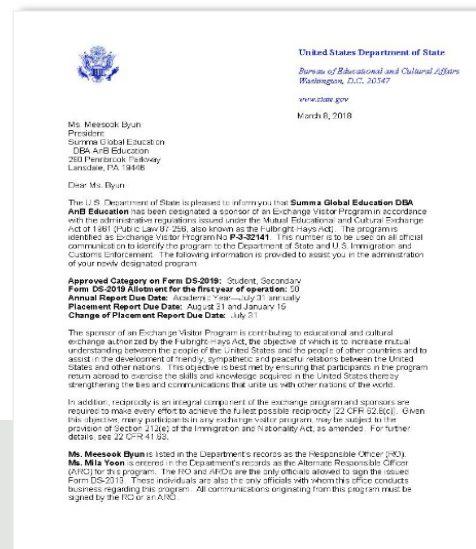 United States Department of State
Bureau of Educational and Cultural Affairs
Washington, D.C. 20547
www.state.gov
March 8, 2018
Ms. Meesook Byun
President
Summa Global Education
DBA AnB Education
260 Pennbrook Parkway
Lansdale, PA 19446
Dear Ms. Byun:
The U.S. Department of State is pleased to inform you that Summa Global Education DBA
AnB Education has been designated a sponsor of an Exchange Visitor Program in accordance
with the administrative regulations issued under the Mutual Educational and Cultural Exchange
Act of 1961 (Public Law 87-256, also known as the Fulbright-Hays Act). The program is
identified as Exchange Visitor Program No P-3-32141. This number is to be used on all official
communication to identify the program to the Department of State and U.S. Immigration and
Customs Enforcement. The following information is provided to assist you in the administration
of your newly designated program:
Approved Category on Form DS-2019: Student, Secondary
Form DS-2019 Allotment for the first year of operation: 50
Annual Report Due Date: Academic Year—July 31 annually
Placement Report Due Date: August 31 and January 15
Change of Placement Report Due Date: July 31
The sponsor of an Exchange Visitor Program is contributing to educational and cultural
exchange authorized by the Fulbright-Hays Act, the objective of which is to increase mutual
understanding between the people of the United States and the people of other countries and to
assist in the development of friendly, sympathetic and peaceful relations between the United
States and other nations. This objective is best met by ensuring that participants in the program
return abroad to exercise the skills and knowledge acquired in the United States thereby
strengthening the ties and communications that unite us with other nations of the world.
In addition, reciprocity is an integral component of the exchange program and sponsors are
required to make every effort to achieve the fullest possible reciprocity [22 CFR 62.8(c)]. Given
this objective, many participants in any exchange visitor program, may be subject to the
provision of Section 212(e) of the Immigration and Nationality Act, as amended. For further
details, see 22 CFR 41.63.
Ms. Meesook Byun is listed in the Department's records as the Responsible Officer (RO).
Ms. Mila Yoon is entered in the Department's records as the Alternate Responsible Officer
(ARO) for this program. The RO and AROs are the only officials allowed to sign the issued
Form DS-2019. These individuals are also the only officials with whom this office conducts
business regarding this program. All communications originating from this program must be
signed by the RO or an ARO.